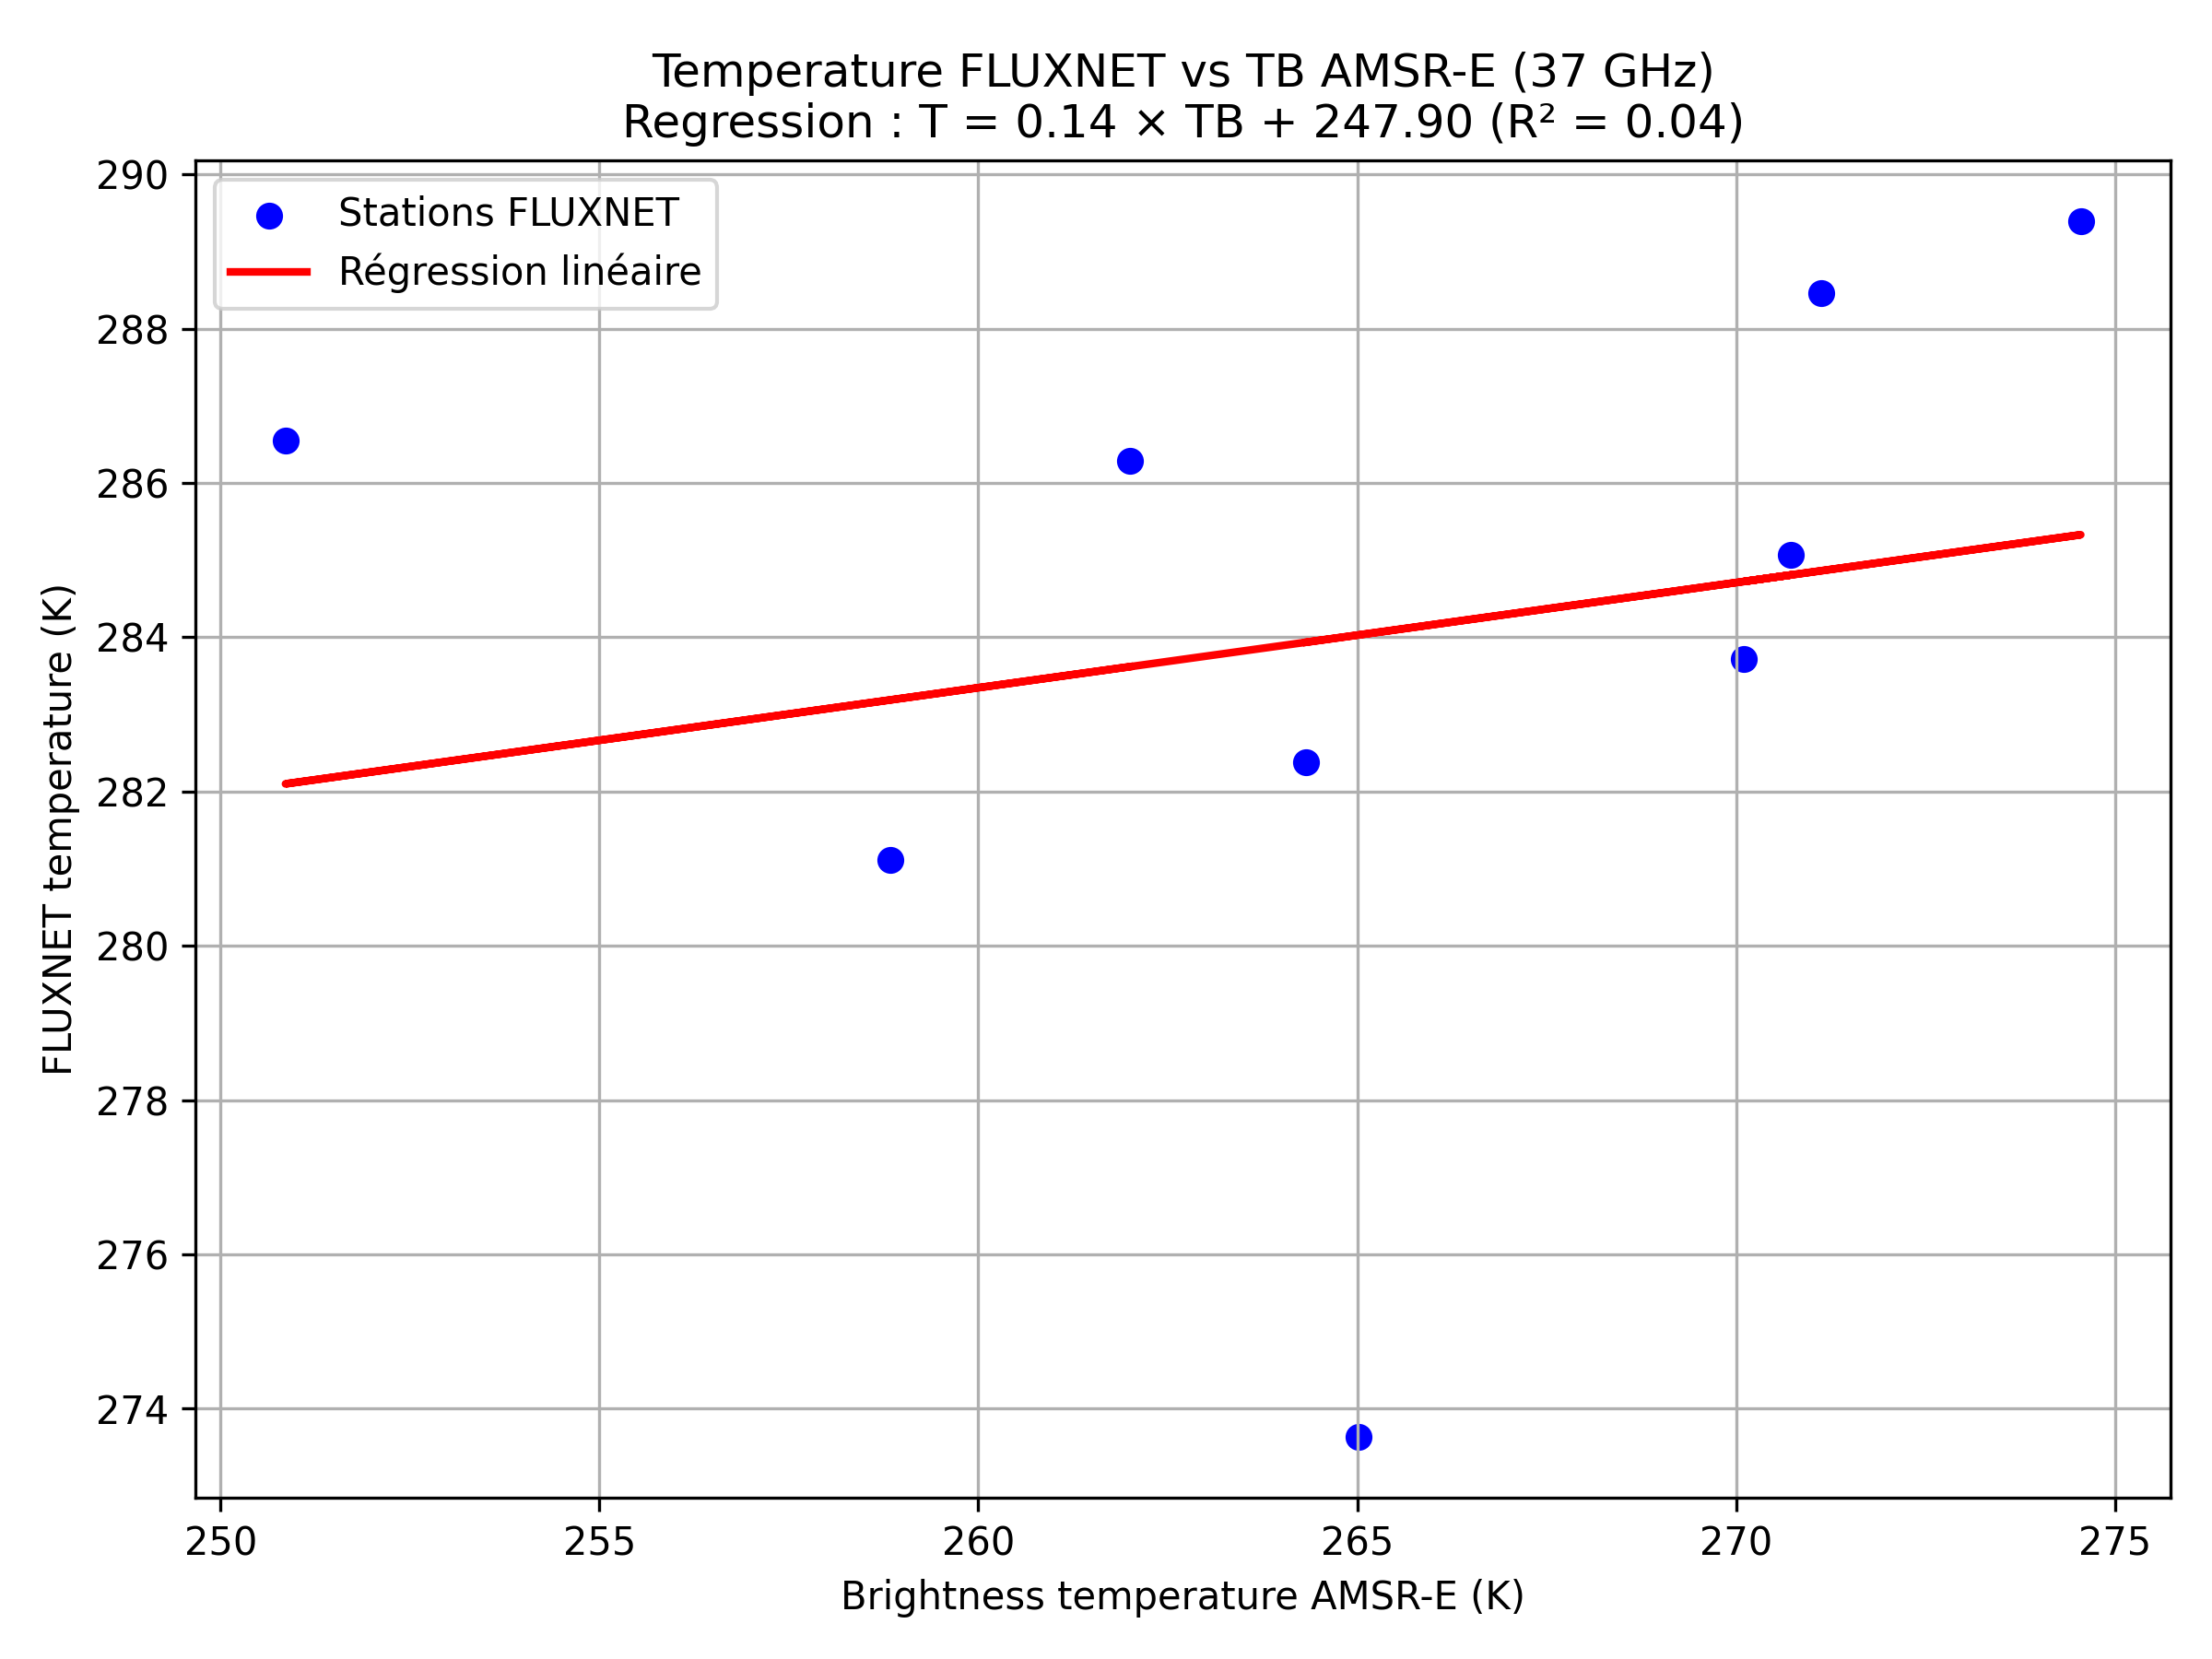 Temperature FLUXNET vs TB AMSR-E (37 GHz)
Regression : T = 0.14 × TB + 247.90 (R² = 0.04)
Stations FLUXNET
Régression linéaire
FLUXNET temperature (K)
290
288
286
284
282
280
278
276
274
250 255 260 265 270 275
Brightness temperature AMSR-E (K)